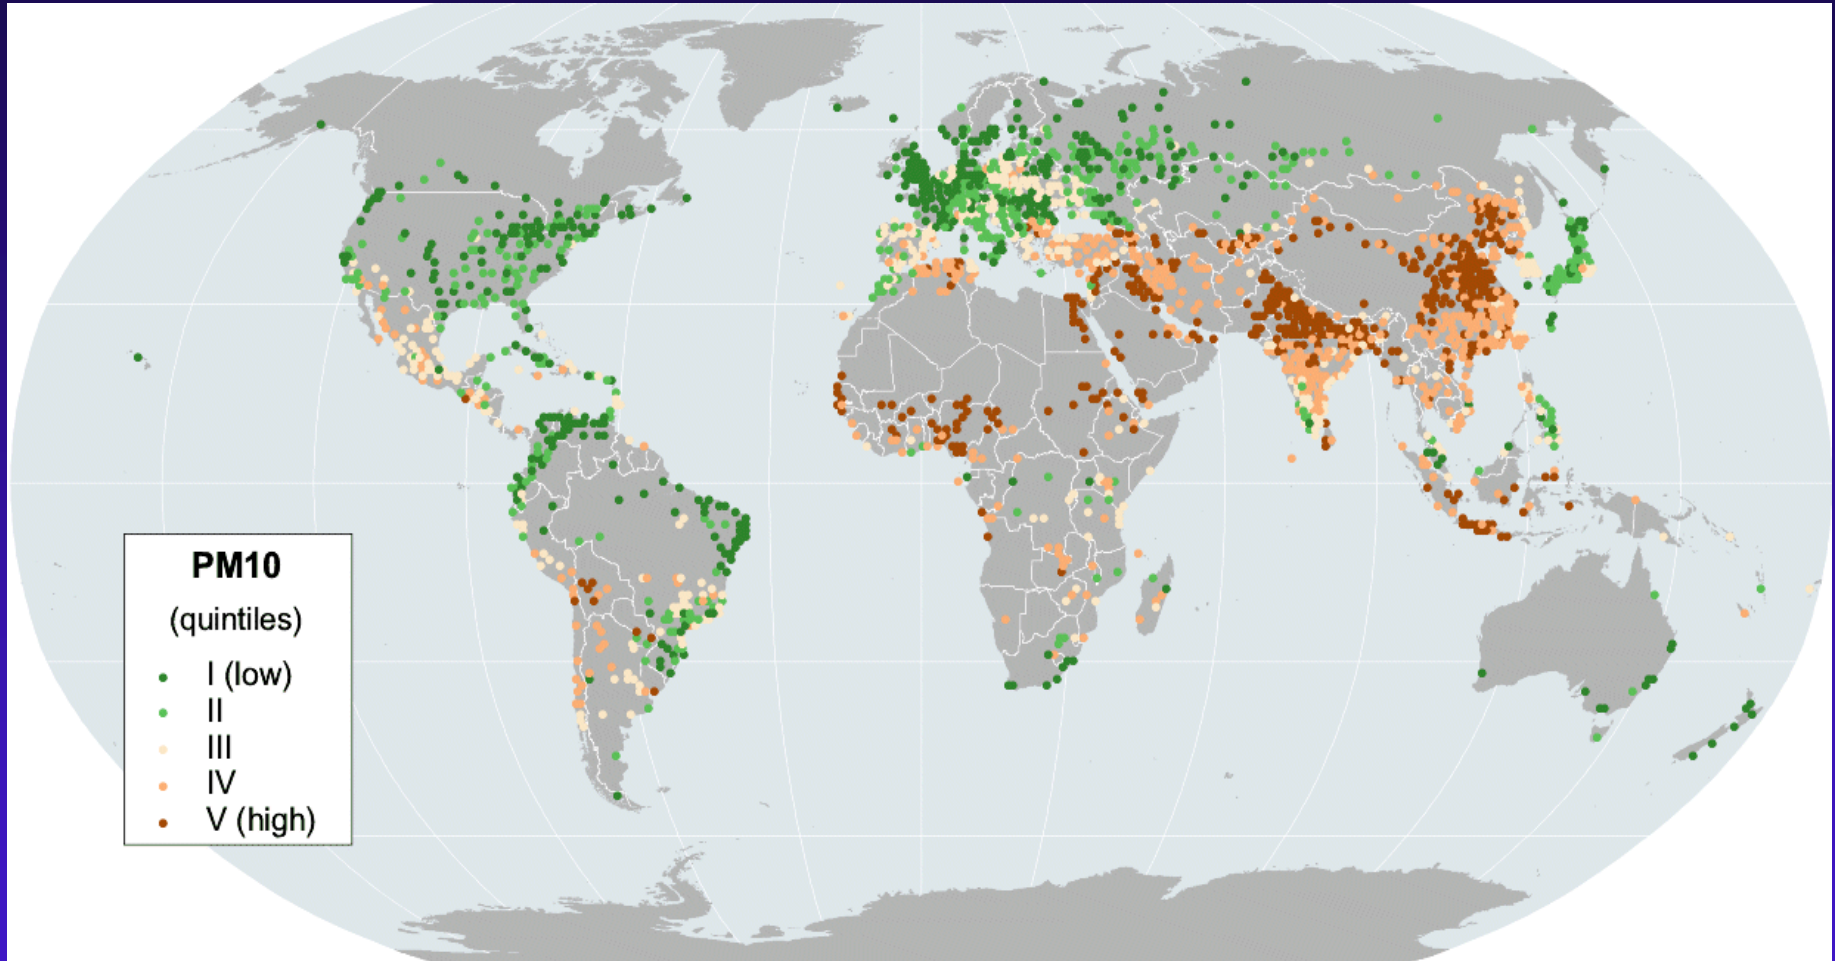 PM10
(quintiles)
I (low)
II
III
IV
V (high)